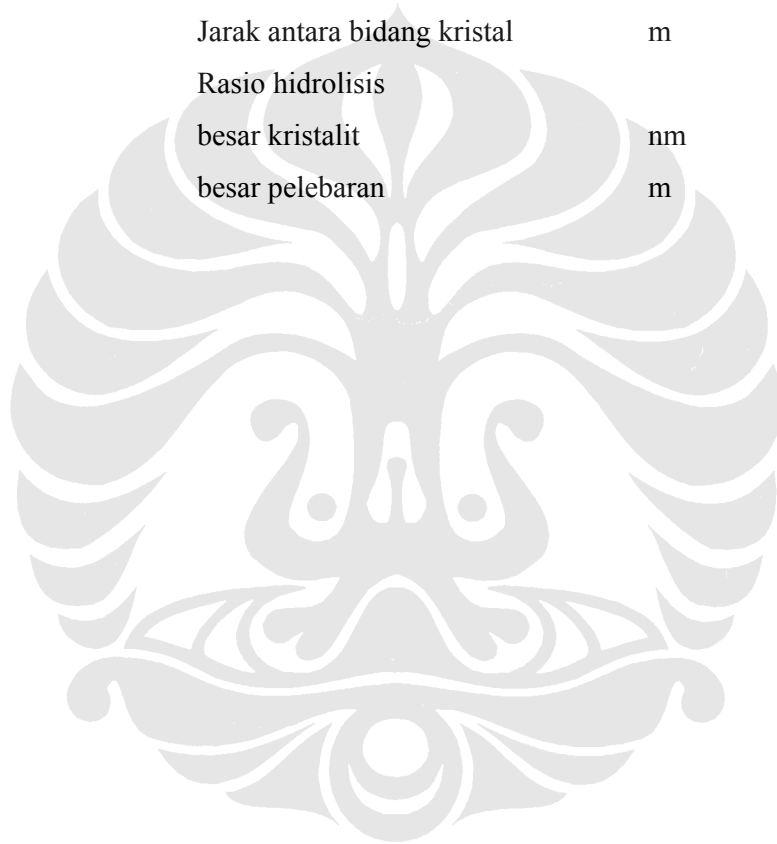 Jarak antara bidang kristal m
Rasio hidrolisis
besar kristalit nm
besar pelebaran m